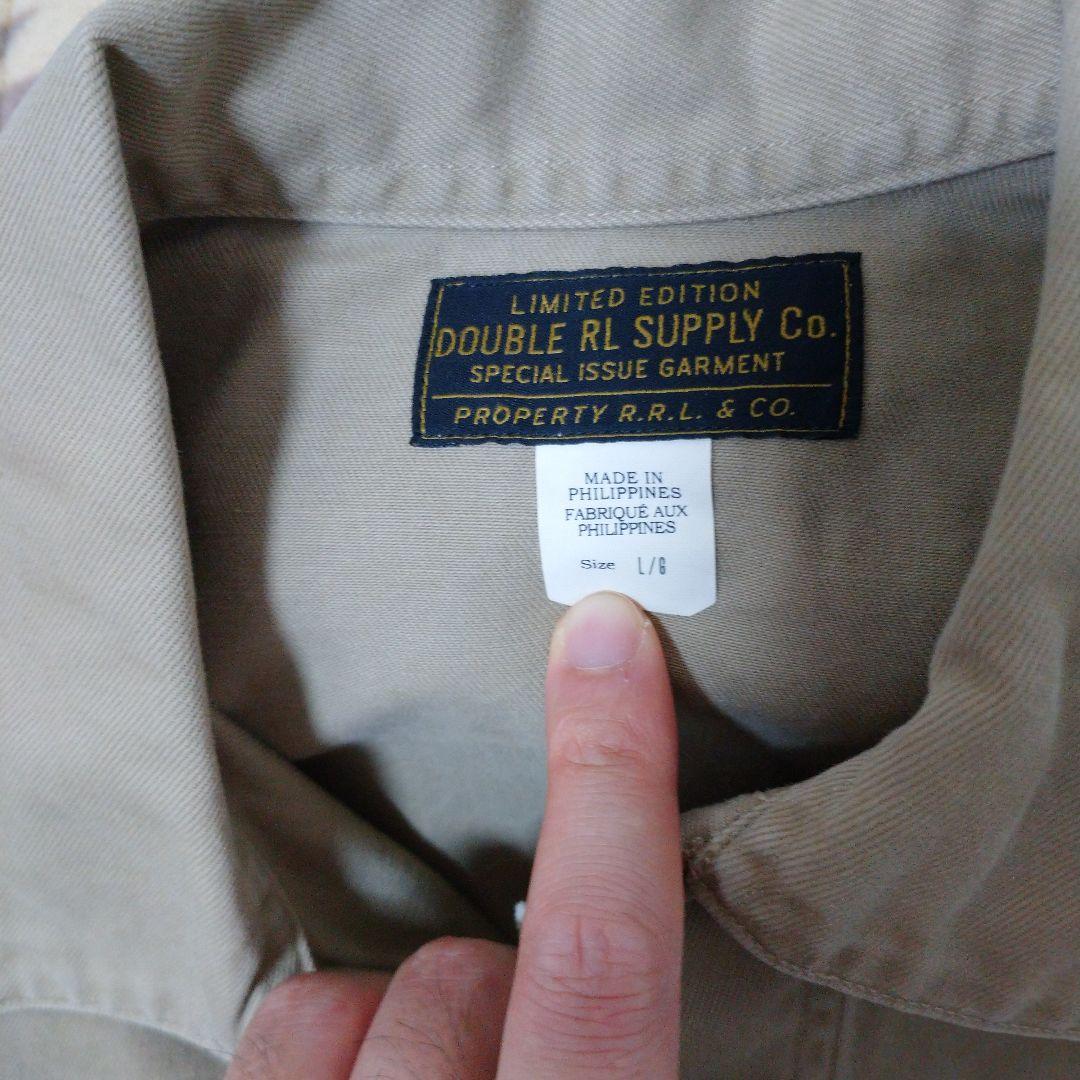 LIMITED EDITION
DOUBLE RL SUPPLY Co.
SPECIAL ISSUE GARMENT
PROPERTY R.R.L. & CO.
MADE IN
PHILIPPINES
FABRIQUÉ AUX
PHILIPPINES
Size L/G